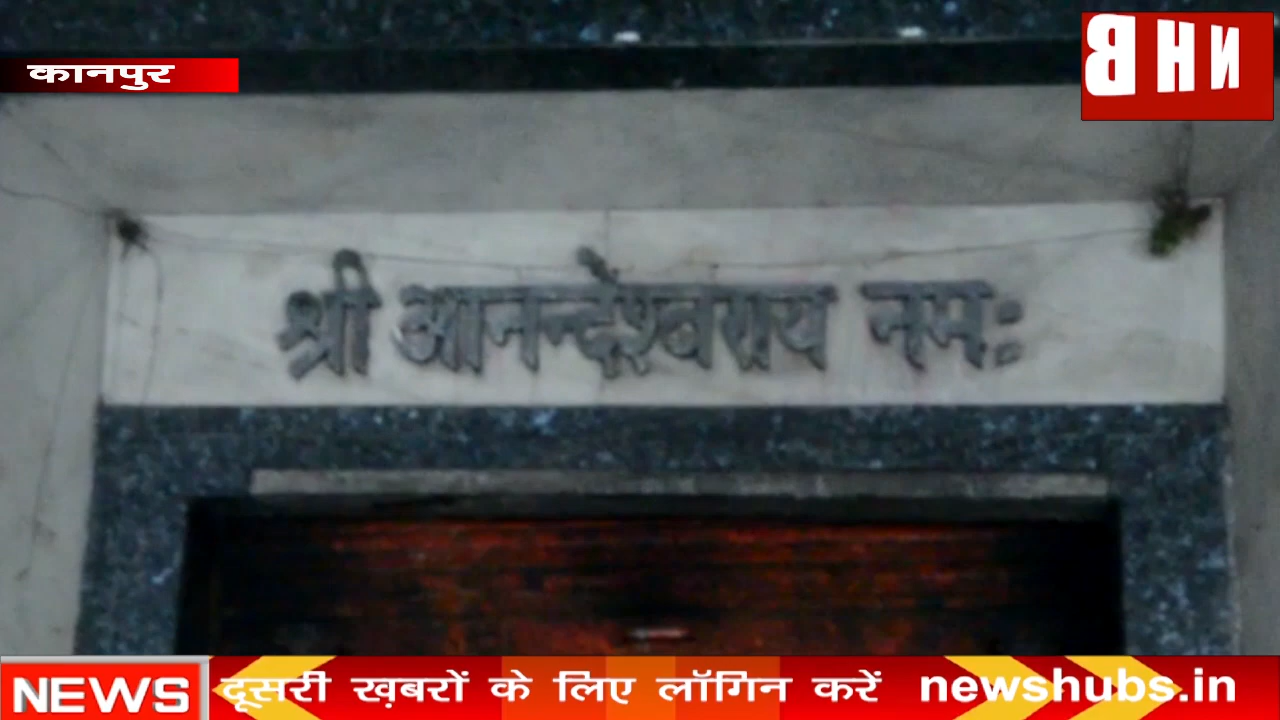 कानपुर
BHN
श्री आनन्देश्वराय नमः
NEWS दूसरी ख़बरों के लिए लॉगिन करें newshubs.in